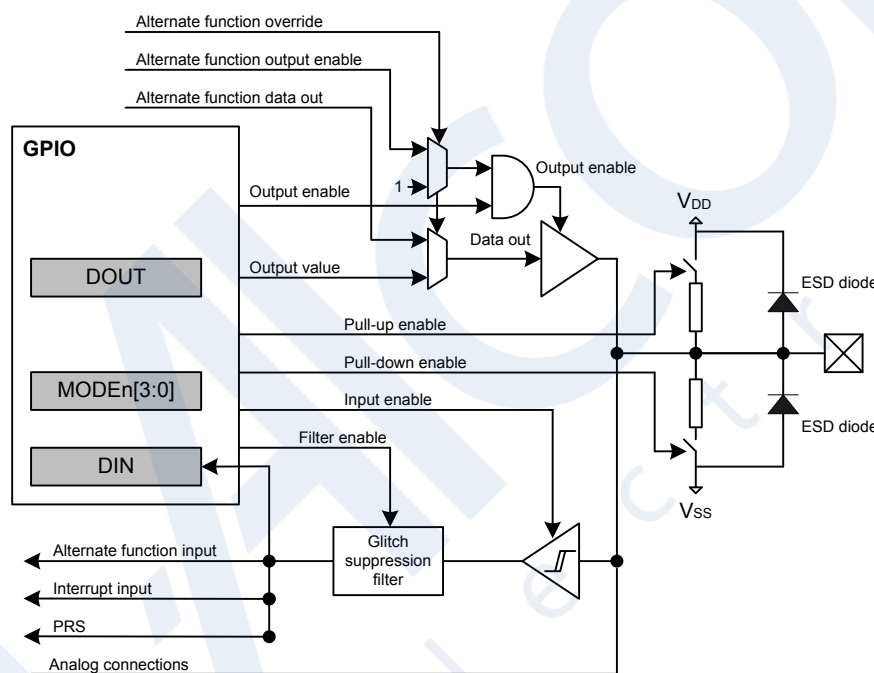 Alternate function override
Alternate function output enable
Alternate function data out
GPIO
Output enable
1
Output enable
VDD
Data out
DOUT
Output value
ESD diode
Pull-up enable
Pull-down enable
MODEn[3:0]
Input enable
ESD diode
Filter enable
DIN
VSS
Glitch
suppression
filter
Alternate function input
Interrupt input
PRS
Analog connections